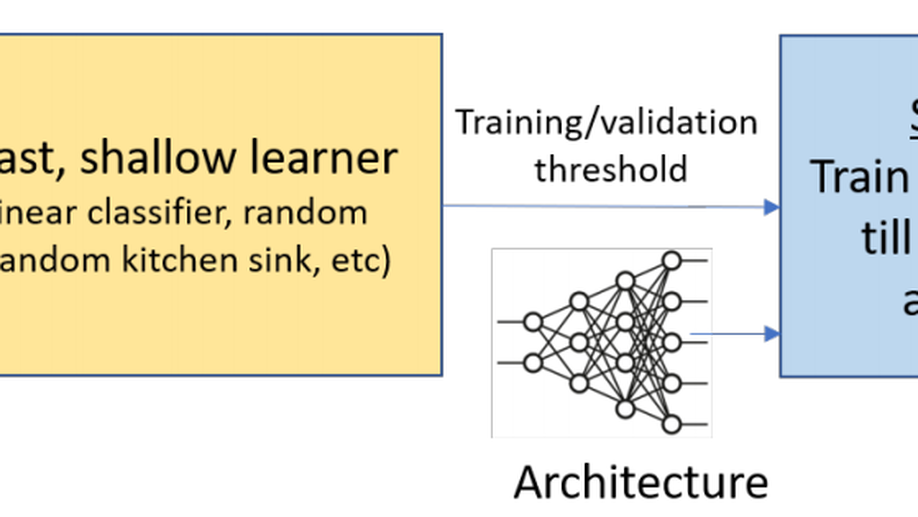 ast, shallow learner
inear classifier, random
andom kitchen sink, etc)
Training/validation
threshold
Architecture
Train
till
a